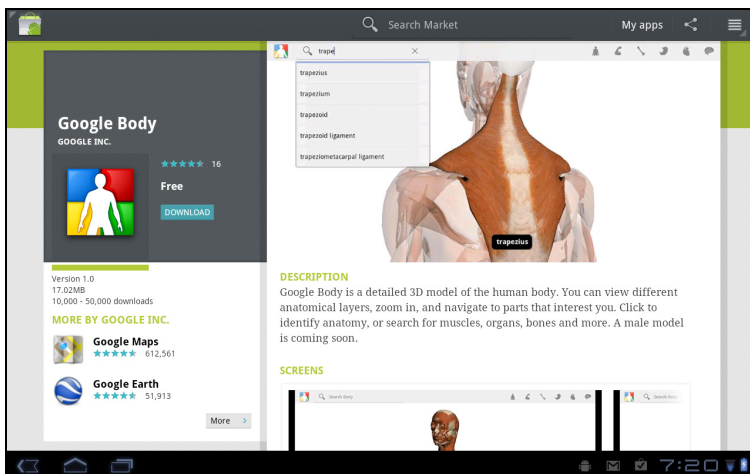 Search Market
My apps
Google Body
GOOGLE INC.
16
Free
DOWNLOAD
Version 1.0
17.02MB
10,000 - 50,000 downloads
MORE BY GOOGLE INC.
Google Maps
612,561
Google Earth
51,913
More
trape
trapezius
trapezium
trapezoid
trapezoid ligament
trapeziometacarpal ligament
trapezius
DESCRIPTION
Google Body is a detailed 3D model of the human body. You can view different
anatomical layers, zoom in, and navigate to parts that interest you. Click to
identify anatomy, or search for muscles, organs, bones and more. A male model
is coming soon.
SCREENS
Search Body
Search Body
7:20